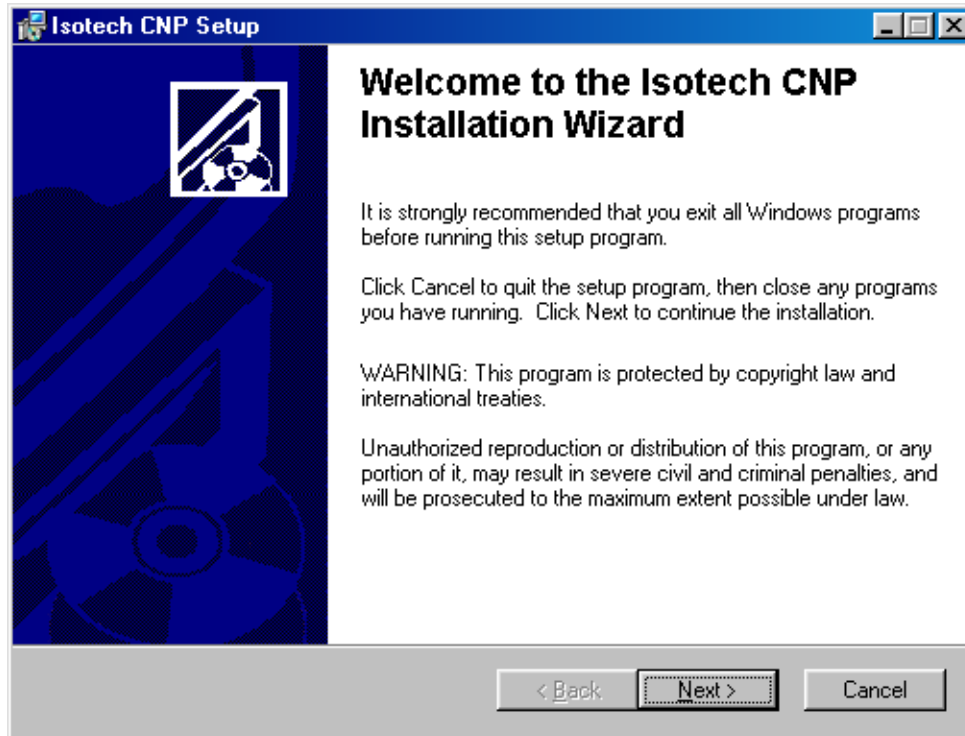 Isotech CNP Setup
Welcome to the Isotech CNP
Installation Wizard
It is strongly recommended that you exit all Windows programs
before running this setup program.
Click Cancel to quit the setup program, then close any programs
you have running.  Click Next to continue the installation.
WARNING: This program is protected by copyright law and
international treaties.
Unauthorized reproduction or distribution of this program, or any
portion of it, may result in severe civil and criminal penalties, and
will be prosecuted to the maximum extent possible under law.
< Back
Next >
Cancel